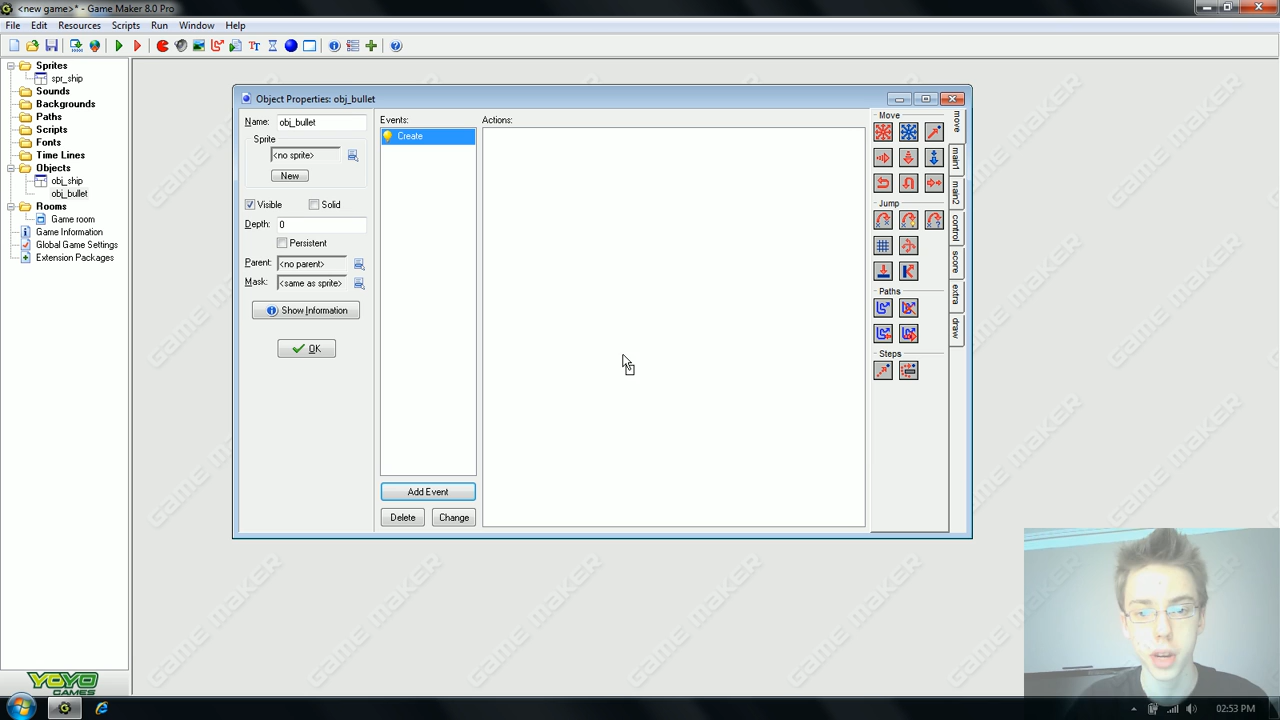 <new game>* - Game Maker 8.0 Pro
File Edit Resources Scripts Run Window Help
Sprites
spr_ship
Sounds
Backgrounds
Paths
Scripts
Fonts
Time Lines
Objects
obj_ship
obj_bullet
Rooms
Game room
Game Information
Global Game Settings
Extension Packages
YOYO
GAMES
Object Properties: obj_bullet
Name: obj_bullet
Sprite
<no sprite>
New
Visible Solid
Depth: 0
Persistent
Parent: <no parent>
Mask: <same as sprite>
Show Information
OK
Events:
Create
Add Event
Delete Change
Actions:
Move
Jump
Paths
Steps
move
main1
main2
control
score
extra
draw
GAME MAKER
02:53 PM